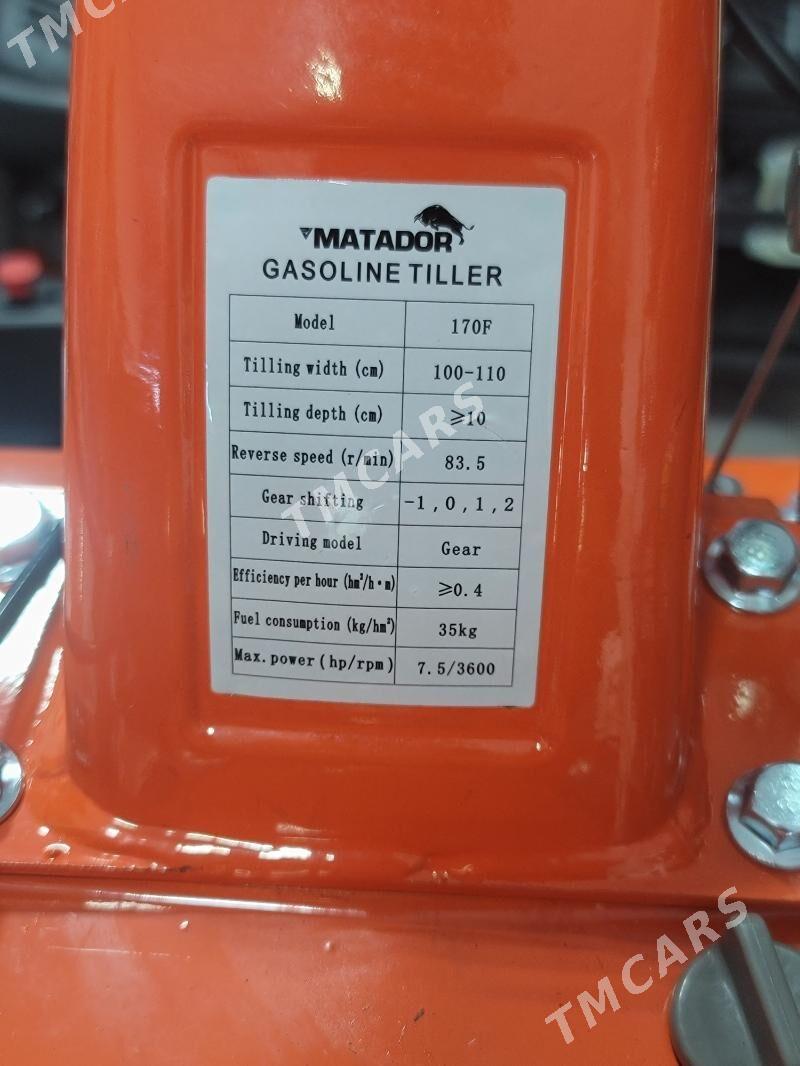 TMCARS
MATADOR
GASOLINE TILLER
Model 170F
Tilling width (cm) 100-110
Tilling depth (cm) ≥10
Reverse speed (r/min) 83.5
Gear shifting -1,0,1,2
Driving model Gear
Efficiency per hour (hm²/h·m) ≥0.4
Fuel consumption (kg/hm²) 35kg
Max. power (hp/rpm) 7.5/3600
TMCARS
TMCARS